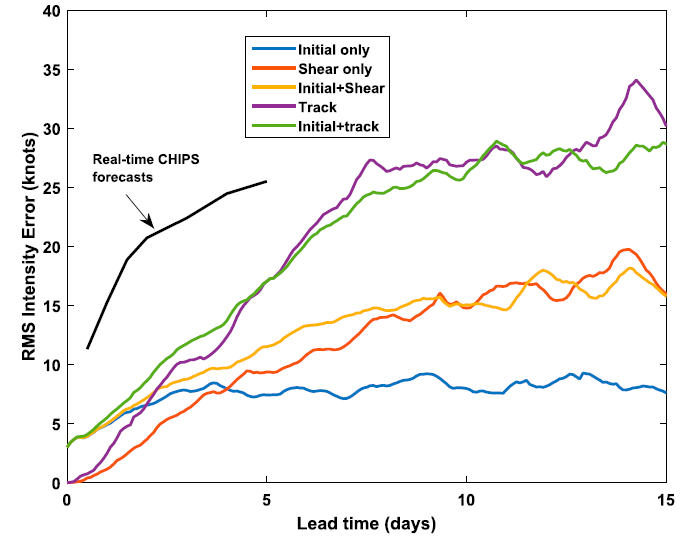 40
35
30
25
20
15
10
5
0
RMS Intensity Error (knots)
Initial only
Shear only
Initial+Shear
Track
Initial+track
Real-time CHIPS
forecasts
0 5 10 15
Lead time (days)